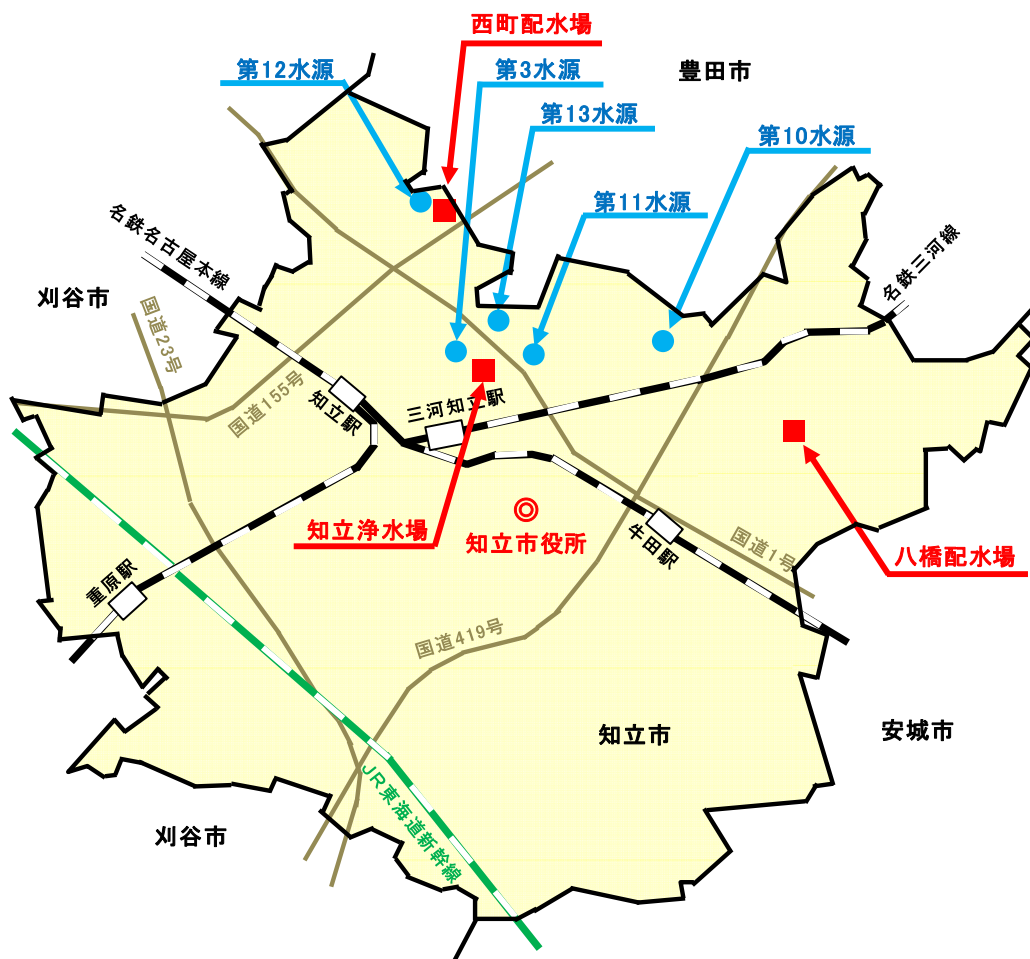 西町配水場
第12水源
第3水源
豊田市
第13水源
第10水源
第11水源
名鉄名古屋本線
名鉄三河線
刈谷市
国道23号
国道155号
知立駅
三河知立駅
知立浄水場
知立市役所
牛田駅
国道1号
八橋配水場
重原駅
国道419号
知立市
安城市
JR東海道新幹線
刈谷市